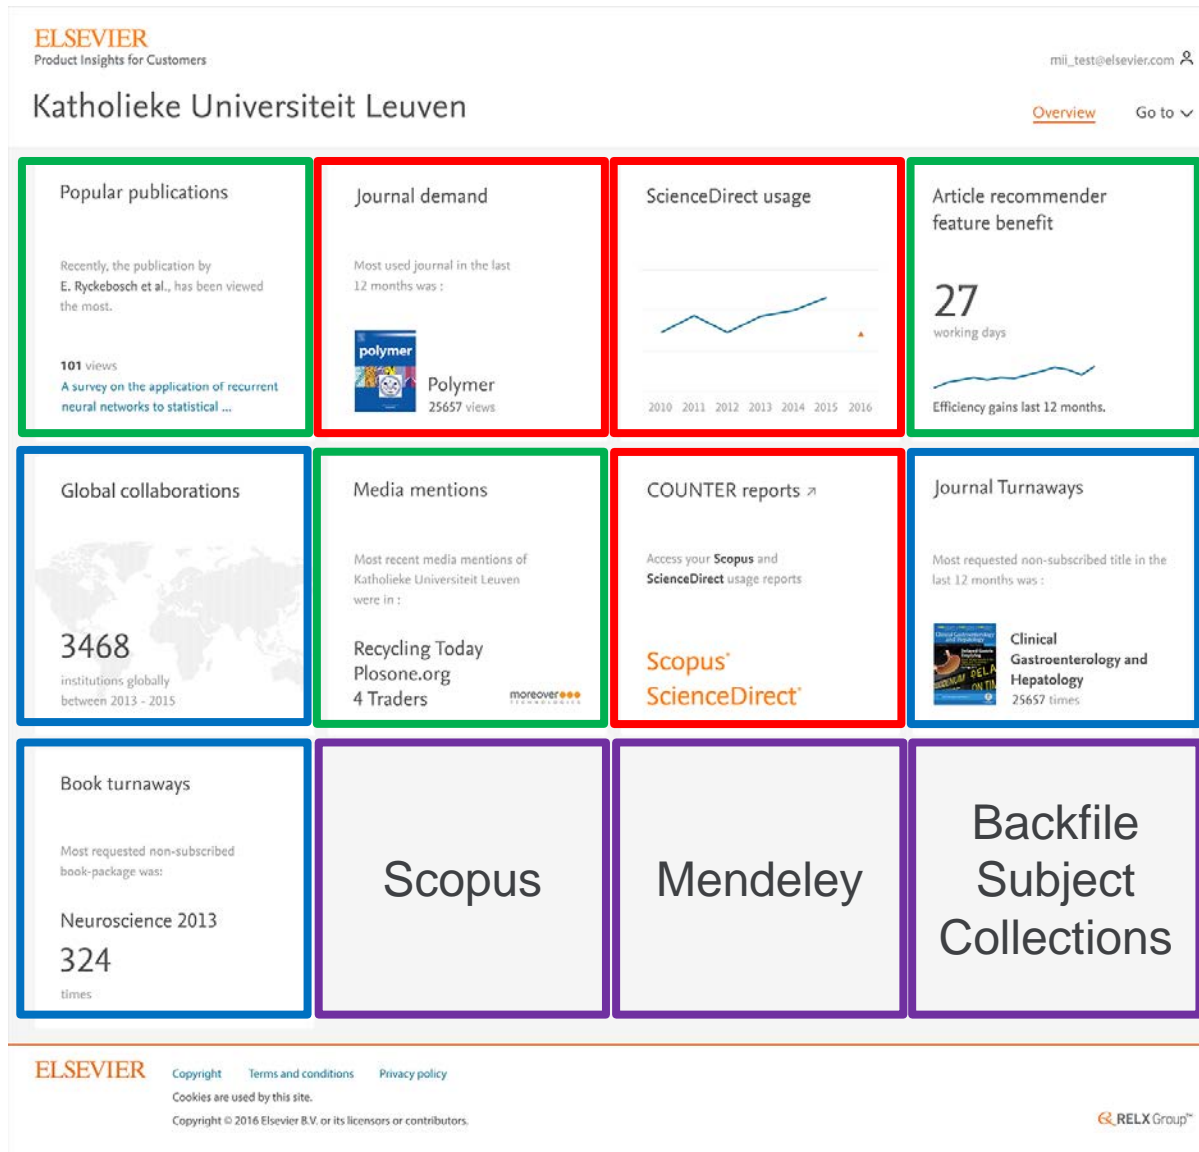 ELSEVIER
Product Insights for Customers
mii_test@elsevier.com
Katholieke Universiteit Leuven
Overview
Go to
Popular publications
Recently, the publication by
E. Ryckebosch et al., has been viewed
the most.
101 views
A survey on the application of recurrent
neural networks to statistical ...
Journal demand
Most used journal in the last
12 months was :
polymer
Polymer
25657 views
ScienceDirect usage
2010 2011 2012 2013 2014 2015 2016
Article recommender
feature benefit
27
working days
Efficiency gains last 12 months.
Global collaborations
3468
institutions globally
between 2013 - 2015
Media mentions
Most recent media mentions of
Katholieke Universiteit Leuven
were in :
Recycling Today
Plosone.org
4 Traders
moreover
TECHNOLOGIES
COUNTER reports ↗
Access your Scopus and
ScienceDirect usage reports
Scopus®
ScienceDirect®
Journal Turnaways
Most requested non-subscribed title in the
last 12 months was :
Clinical Gastroenterology
and Hepatology
Clinical
Gastroenterology and
Hepatology
25657 times
Book turnaways
Most requested non-subscribed
book-package was:
Neuroscience 2013
324
times
Scopus
Mendeley
Backfile
Subject
Collections
ELSEVIER
Copyright Terms and conditions Privacy policy
Cookies are used by this site.
Copyright © 2016 Elsevier B.V. or its licensors or contributors.
RELX Group™